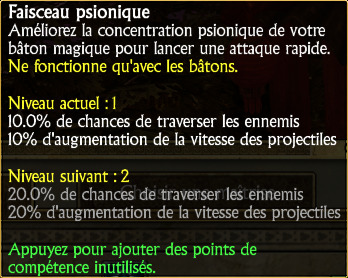 Faisceau psionique
Améliorez la concentration psionique de votre
bâton magique pour lancer une attaque rapide.
Ne fonctionne qu'avec les bâtons.
Niveau actuel : 1
10.0% de chances de traverser les ennemis
10% d'augmentation de la vitesse des projectiles
Niveau suivant : 2
20.0% de chances de traverser les ennemis
20% d'augmentation de la vitesse des projectiles
Appuyez pour ajouter des points de
compétence inutilisés.